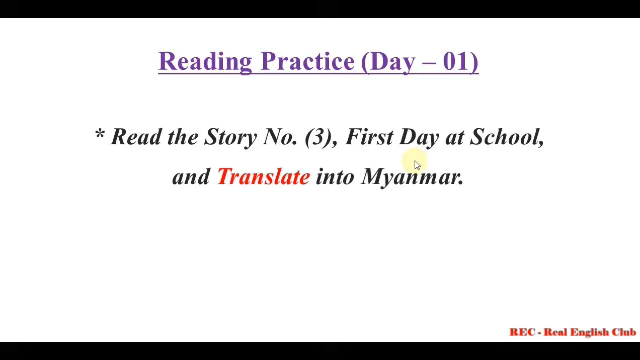 Reading Practice (Day – 01)
* Read the Story No. (3), First Day at School,
and Translate into Myanmar.
REC - Real English Club